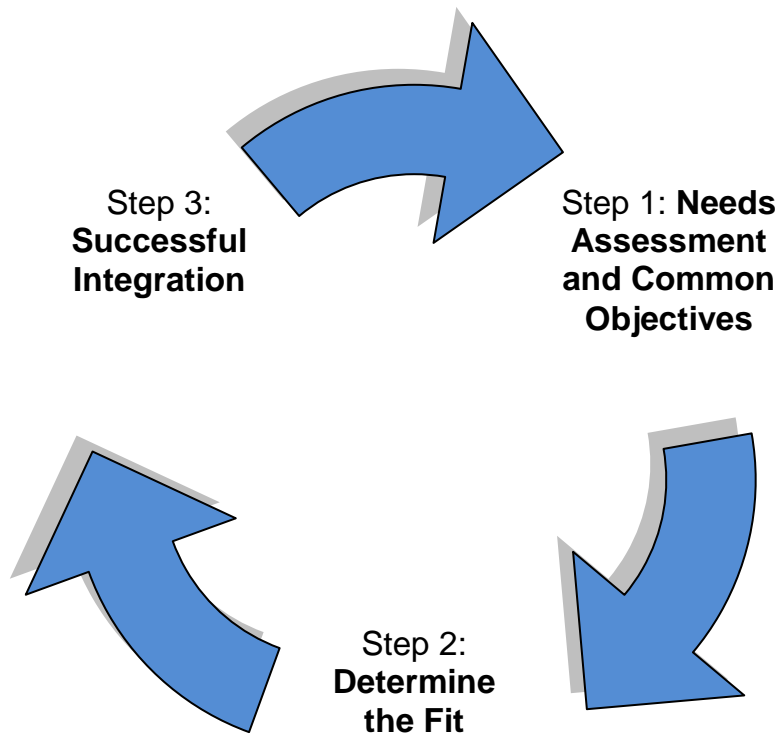 Step 3:
Successful
Integration
Step 1: Needs
Assessment
and Common
Objectives
Step 2:
Determine
the Fit